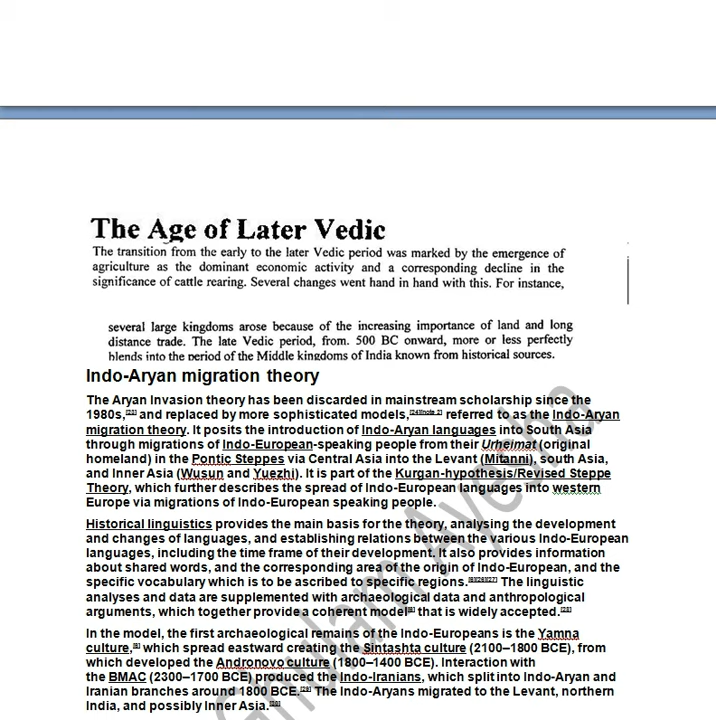 The Age of Later Vedic
The transition from the early to the later Vedic period was marked by the emergence of
agriculture as the dominant economic activity and a corresponding decline in the
significance of cattle rearing. Several changes went hand in hand with this. For instance,
several large kingdoms arose because of the increasing importance of land and long
distance trade. The late Vedic period, from. 500 BC onward, more or less perfectly
blends into the period of the Middle kingdoms of India known from historical sources.
Indo-Aryan migration theory
The Aryan Invasion theory has been discarded in mainstream scholarship since the
1980s,[23] and replaced by more sophisticated models,[24][note 2] referred to as the Indo-Aryan
migration theory. It posits the introduction of Indo-Aryan languages into South Asia
through migrations of Indo-European-speaking people from their Urheimat (original
homeland) in the Pontic Steppes via Central Asia into the Levant (Mitanni), south Asia,
and Inner Asia (Wusun and Yuezhi). It is part of the Kurgan-hypothesis/Revised Steppe
Theory, which further describes the spread of Indo-European languages into western
Europe via migrations of Indo-European speaking people.
Historical linguistics provides the main basis for the theory, analysing the development
and changes of languages, and establishing relations between the various Indo-European
languages, including the time frame of their development. It also provides information
about shared words, and the corresponding area of the origin of Indo-European, and the
specific vocabulary which is to be ascribed to specific regions. The linguistic
analyses and data are supplemented with archaeological data and anthropological
arguments, which together provide a coherent model that is widely accepted.
In the model, the first archaeological remains of the Indo-Europeans is the Yamna
culture, which spread eastward creating the Sintashta culture (2100–1800 BCE), from
which developed the Andronovo culture (1800–1400 BCE). Interaction with
the BMAC (2300–1700 BCE) produced the Indo-Iranians, which split into Indo-Aryan and
Iranian branches around 1800 BCE. The Indo-Aryans migrated to the Levant, northern
India, and possibly Inner Asia.
Ghulam Ayesha